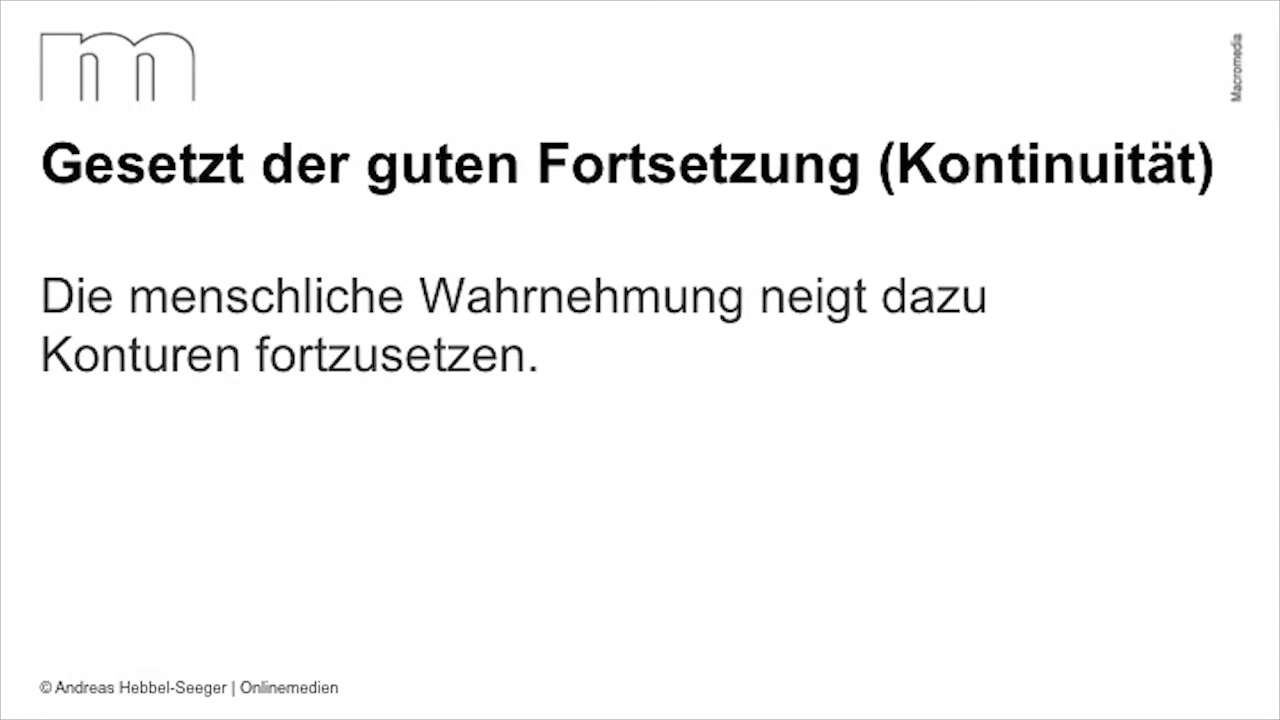 m
Macromedia
Gesetzt der guten Fortsetzung (Kontinuität)
Die menschliche Wahrnehmung neigt dazu
Konturen fortzusetzen.
© Andreas Hebbel-Seeger | Onlinemedien